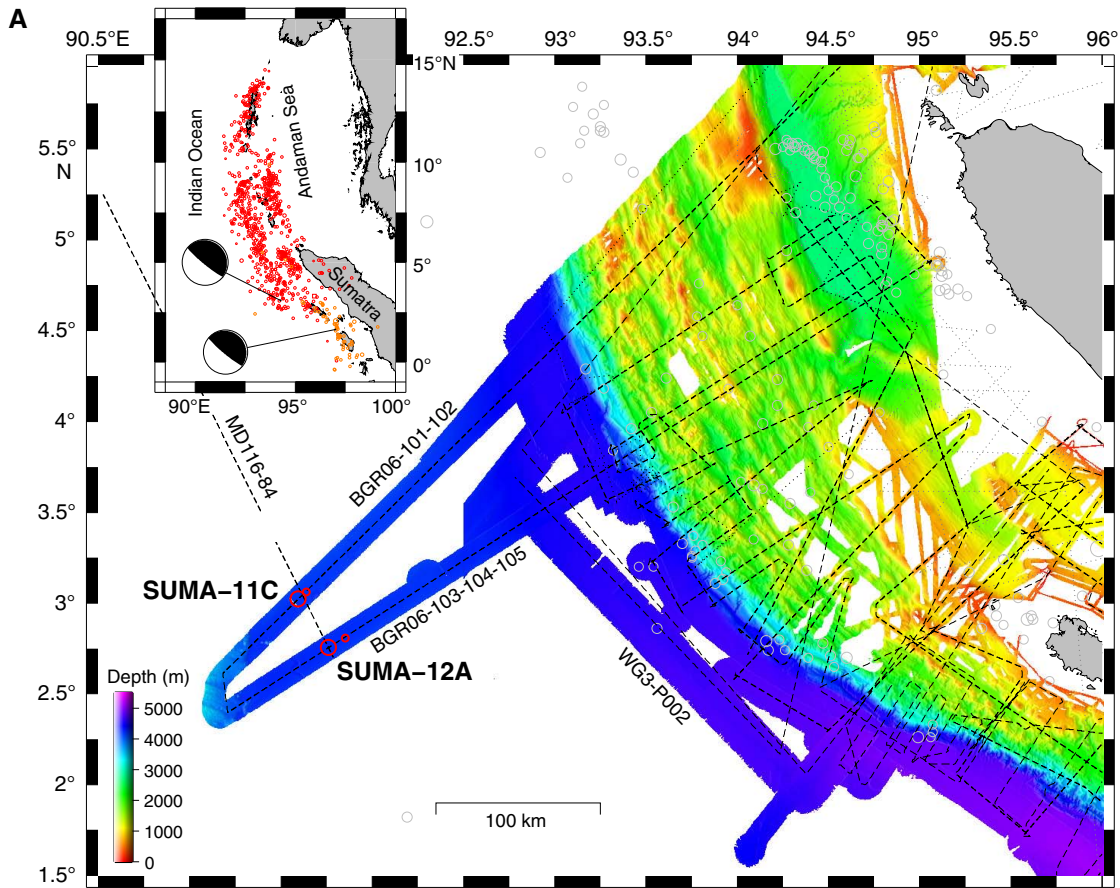 A
90.5°E
92.5°
93°
93.5°
94°
94.5°
95°
95.5°
96°
15°N
10°
5°
0°
90°E
95°
100°
Indian Ocean
Andaman Sea
Sumatra
5.5°
N
5°
4.5°
4°
3.5°
3°
2.5°
2°
1.5°
MD116-84
BGR06-101-102
SUMA-11C
BGR06-103-104-105
SUMA-12A
WG3-P002
Depth (m)
5000
4000
3000
2000
1000
0
100 km